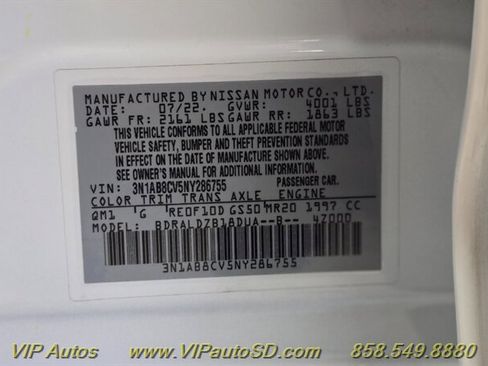 MANUFACTURED BY NISSAN MOTOR CO., LTD.
DATE: 07/22. GVWR: 4001 LBS
GAWR FR: 2161 LBS GAWR RR: 1863 LBS
THIS VEHICLE CONFORMS TO ALL APPLICABLE FEDERAL MOTOR
VEHICLE SAFETY, BUMPER AND THEFT PREVENTION STANDARDS
IN EFFECT ON THE DATE OF MANUFACTURE SHOWN ABOVE.
SEE OWNER'S MANUAL FOR ADDITIONAL INFORMATION
VIN: 3N1AB8CV5NY286755 PASSENGER CAR.
COLOR TRIM TRANS AXLE ENGINE
QM1 G RE0F10D GS50 MR20 1997 CC
MODEL: BDRALDZB18DUA--B-- 4Z000
3N1AB8CV5NY286755
VIP Autos www.VIPautoSD.com 858.549.8880